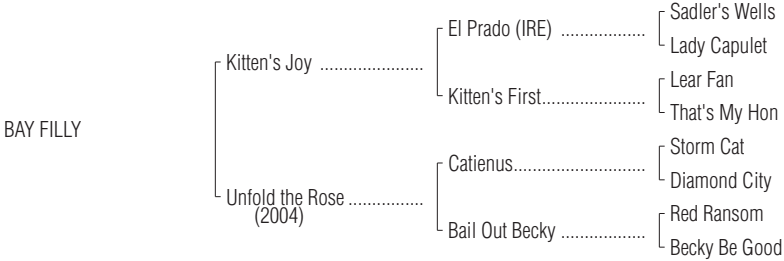 Sadler's Wells
El Prado (IRE) ..................
Lady Capulet
Kitten's Joy ......................
Lear Fan
Kitten's First......................
That's My Hon
BAY FILLY
Storm Cat
Catienus............................
Diamond City
Unfold the Rose ................
(2004)
Red Ransom
Bail Out Becky ..................
Becky Be Good